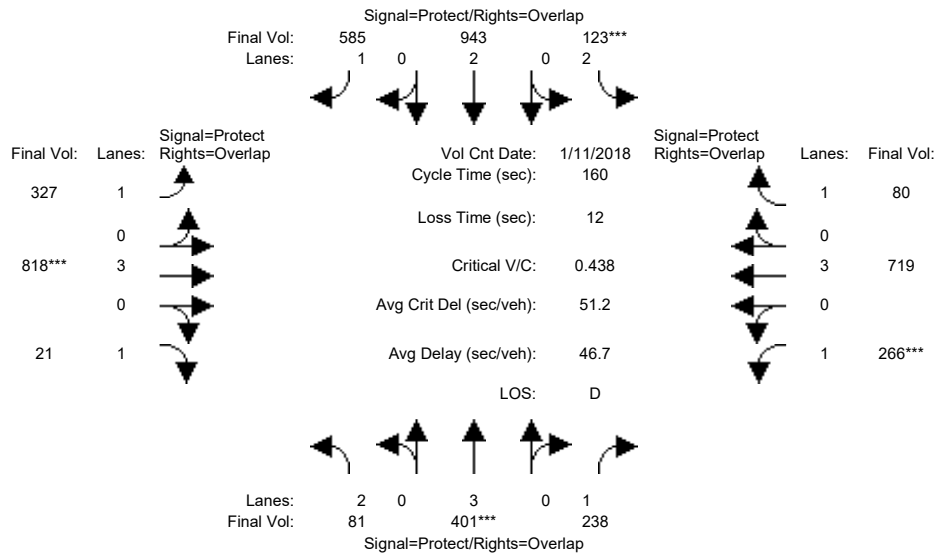 Signal=Protect/Rights=Overlap
Final Vol: 585 943 123***
Lanes: 1 0 2 0 2
Signal=Protect
Final Vol: Lanes: Rights=Overlap
Vol Cnt Date: 1/11/2018
Signal=Protect
Rights=Overlap Lanes: Final Vol:
Cycle Time (sec): 160
327 1
1 80
Loss Time (sec): 12
0
0
818*** 3
Critical V/C: 0.438
3 719
0
Avg Crit Del (sec/veh): 51.2
0
21 1
Avg Delay (sec/veh): 46.7
1 266***
LOS: D
Lanes: 2 0 3 0 1
Final Vol: 81 401*** 238
Signal=Protect/Rights=Overlap